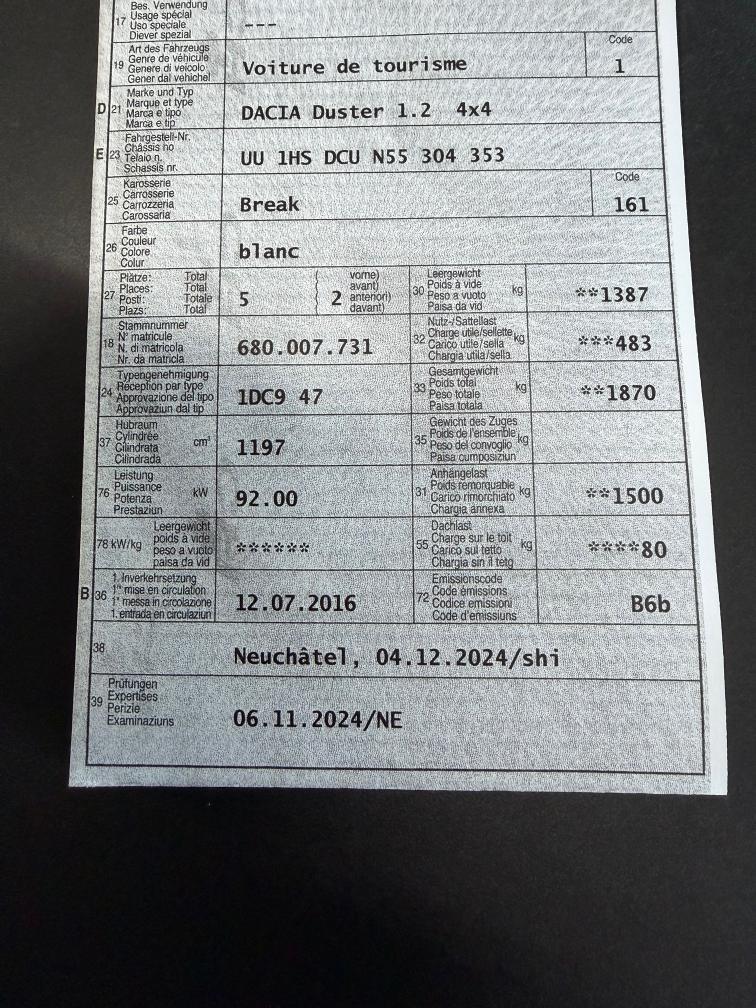 Bes. Verwendung
17 Usage spécial
Uso speciale
Diever spezial
---
19 Art des Fahrzeugs
Genre de véhicule
Genere di veicolo
Gener dal vehichel
Voiture de tourisme
Code
1
D 21 Marke und Typ
Marque et type
Marca e tipo
Marca e tip
DACIA Duster 1.2 4x4
E 23 Fahrgestell-Nr.
Châssis no
Telaio n.
Schassis nr.
UU 1HS DCU N55 304 353
25 Karosserie
Carrosserie
Carrozzeria
Carossaria
Break
Code
161
26 Farbe
Couleur
Colore
Colur
blanc
27 Plätze: Total
Places: Total
Posti: Totale
Plazs: Total
5
( vorne)
avant)
2 anteriori)
( davant)
30 Leergewicht
Poids à vide kg
Peso a vuoto
Paisa da vid
**1387
18 Stammnummer
N° matricule
N. di matricola
Nr. da matricla
680.007.731
32 Nutz-/Sattellast
Charge utile/sellette kg
Carico utile/sella
Chargia utila/sella
***483
24 Typengenehmigung
Réception par type
Approvazione del tipo
Approvaziun dal tip
1DC9 47
33 Gesamtgewicht
Poids total kg
Peso totale
Paisa totala
**1870
37 Hubraum
Cylindrée cm³
Cilindrata
Cilindrada
1197
35 Gewicht des Zuges
Poids de l'ensemble kg
Peso del convoglio
Paisa cumposiziun
76 Leistung
Puissance kW
Potenza
Prestaziun
92.00
31 Anhängelast
Poids remorquable kg
Carico rimorchiato
Chargia annexa
**1500
78 kW/kg Leergewicht
poids à vide
peso a vuoto
paisa da vid
******
55 Dachlast
Charge sur le toit kg
Carico sul tetto
Chargia sin il tetg
****80
B 36 1. Inverkehrsetzung
1re mise en circulation
1a messa in circolazione
1. entrada en circulaziun
12.07.2016
72 Emissionscode
Code émissions
Codice emissioni
Code d'emissiuns
B6b
38
Neuchâtel, 04.12.2024/shi
39 Prüfungen
Expertises
Perizie
Examinaziuns
06.11.2024/NE